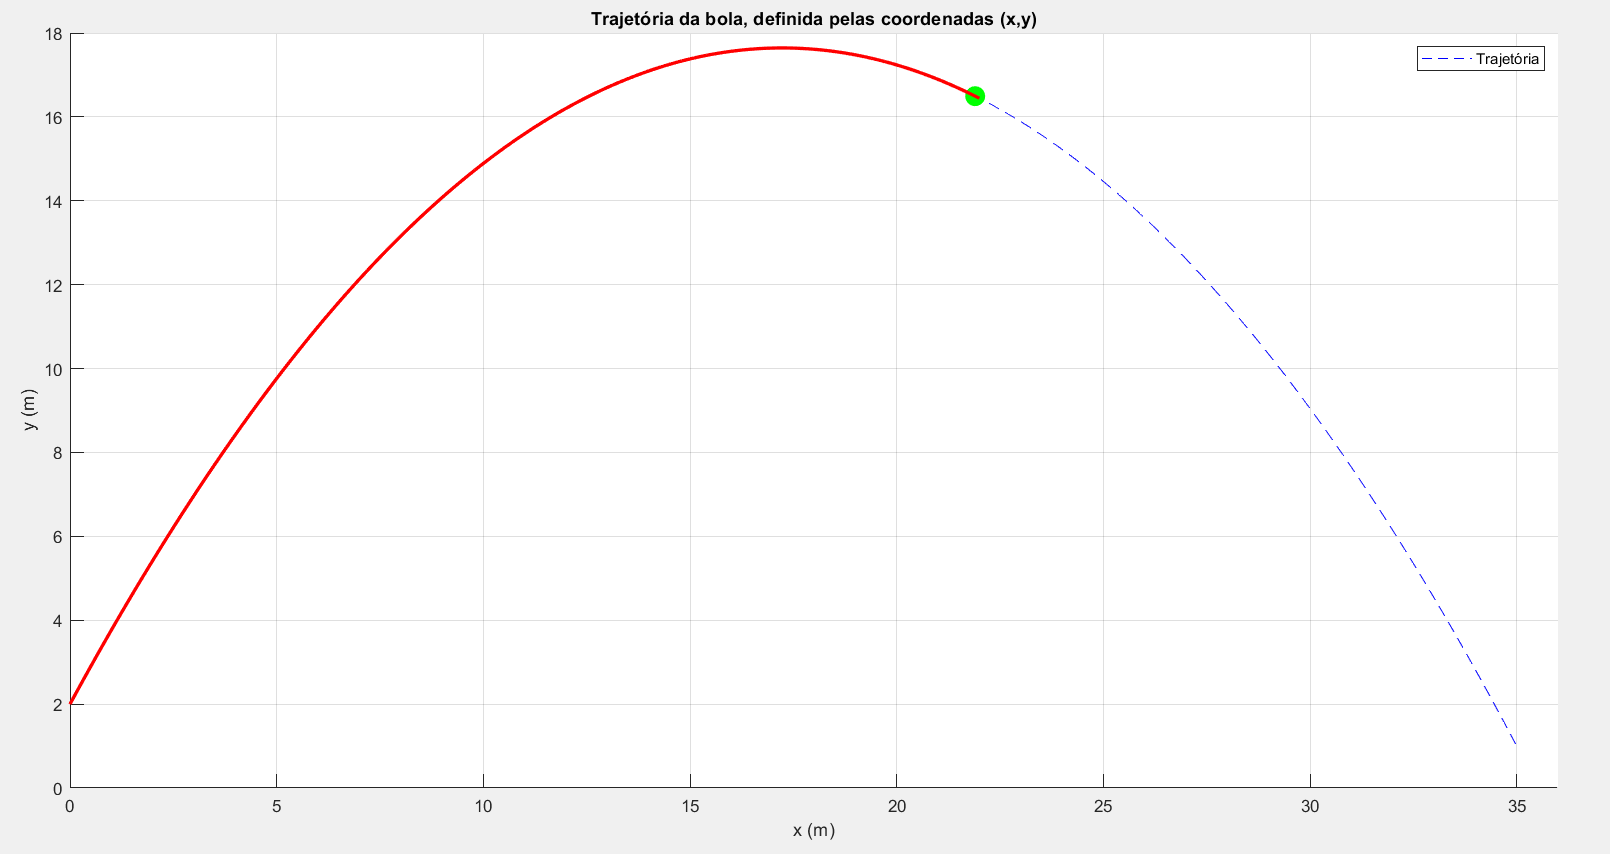 Trajetória da bola, definida pelas coordenadas (x,y)
Trajetória
18
16
14
12
10
8
6
4
2
0
y (m)
0 5 10 15 20 25 30 35
x (m)